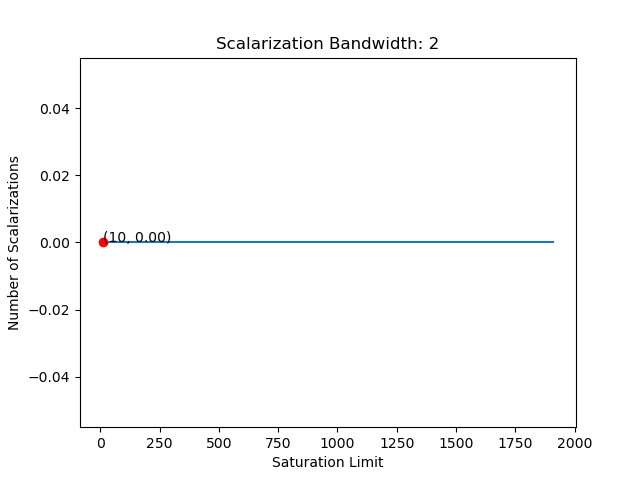 Scalarization Bandwidth: 2
Number of Scalarizations
0.04
0.02
0.00
−0.02
−0.04
(10, 0.00)
0 250 500 750 1000 1250 1500 1750 2000
Saturation Limit